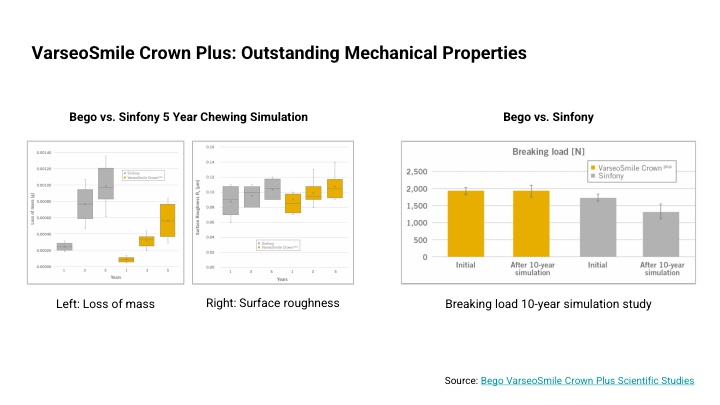 VarseoSmile Crown Plus: Outstanding Mechanical Properties
Bego vs. Sinfony 5 Year Chewing Simulation
Bego vs. Sinfony
0.00140
0.00120
0.00100
0.00080
0.00060
0.00040
0.00020
0.00000
Loss of mass [g]
Sinfony
VarseoSmile Crown plus
1 3 5 1 3 5
Years
0.16
0.14
0.12
0.10
0.08
0.06
0.04
0.02
0.00
Surface Roughness Ra [µm]
Sinfony
VarseoSmile Crown plus
1 3 5 1 3 5
Years
Breaking load [N]
VarseoSmile Crown plus
Sinfony
2,500
2,000
1,500
1,000
500
0
Initial
After 10-year
simulation
Initial
After 10-year
simulation
Left: Loss of mass
Right: Surface roughness
Breaking load 10-year simulation study
Source: Bego VarseoSmile Crown Plus Scientific Studies